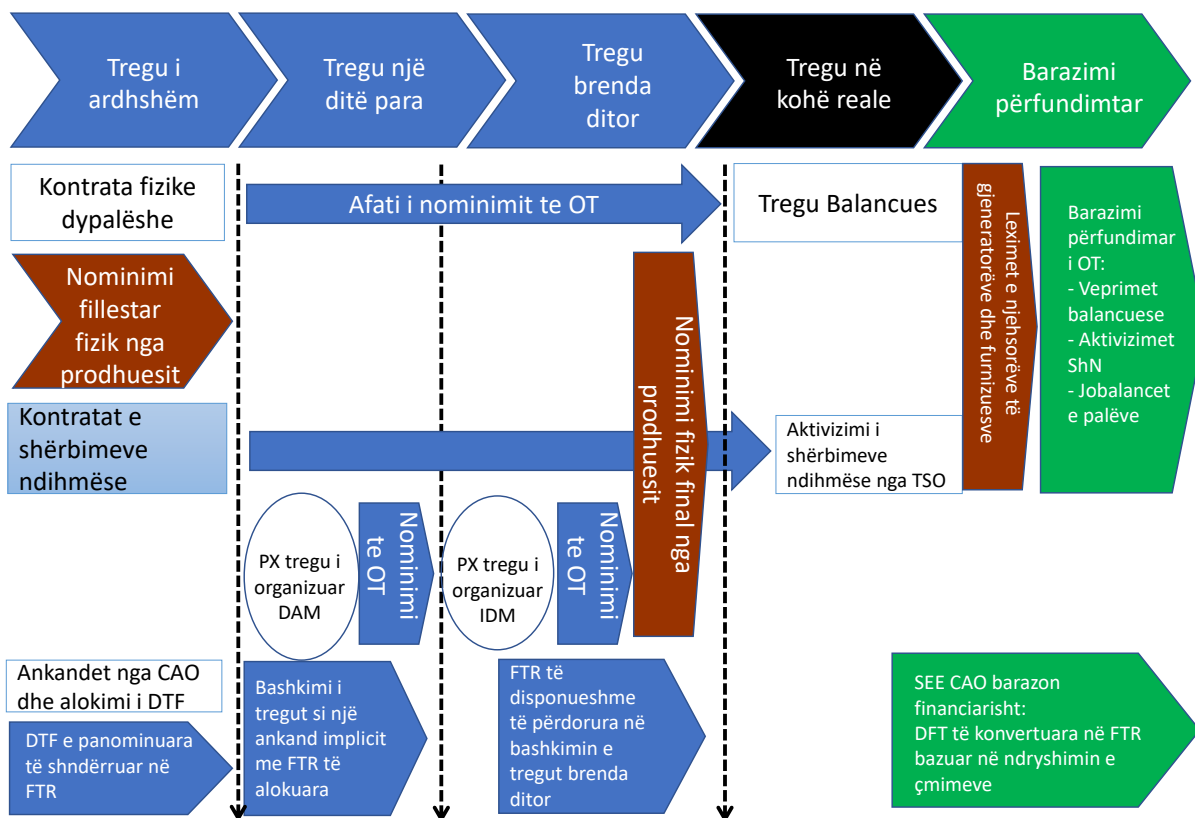 Tregu i
ardhshëm
Tregu një
ditë para
Tregu
brenda
ditor
Tregu në
kohë reale
Barazimi
përfundimtar
Kontrata fizike
dypalëshe
Afati i nominimit te OT
Tregu Balancues
Leximet e njehsorëve të
gjeneratorëve dhe furnizuesve
Barazimi
përfundimar
i OT:
- Veprimet
balancuese
- Aktivizimet
ShN
- Jobalancet
e palëve
Nominimi
fillestar
fizik nga
prodhuesit
Nominimi fizik final nga
prodhuesit
Kontratat e
shërbimeve
ndihmëse
Aktivizimi i
shërbimeve
ndihmëse nga TSO
PX tregu i
organizuar
DAM
Nominimi
te OT
PX tregu i
organizuar
IDM
Nominimi
te OT
Ankandet nga CAO
dhe alokimi i DTF
DTF e panominuara
të shndërruar në
FTR
Bashkimi i
tregut si një
ankand implicit
me FTR të
alokuara
FTR të
disponueshme
të përdorura në
bashkimin e
tregut brenda
ditor
SEE CAO barazon
financiarisht:
DFT të konvertuara në FTR
bazuar në ndryshimin e
çmimeve